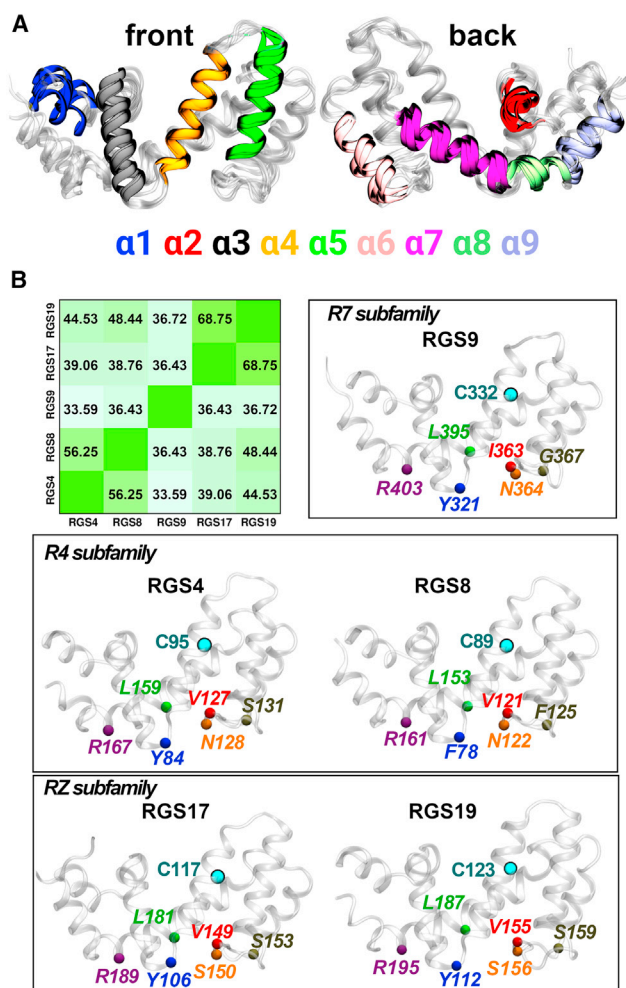 A
front back
α1 α2 α3 α4 α5 α6 α7 α8 α9
B
RGS19 44.53 48.44 36.72 68.75
RGS17 39.06 38.76 36.43 68.75
RGS9 33.59 36.43 36.43 36.72
RGS8 56.25 36.43 38.76 48.44
RGS4 56.25 33.59 39.06 44.53
RGS4 RGS8 RGS9 RGS17 RGS19
R7 subfamily
RGS9
C332
L395
I363 G367
R403 N364
Y321
R4 subfamily
RGS4
C95
L159
V127 S131
R167 N128
Y84
RGS8
C89
L153
V121 F125
R161 N122
F78
RZ subfamily
RGS17
C117
L181
V149 S153
R189 S150
Y106
RGS19
C123
L187
V155 S159
R195 S156
Y112